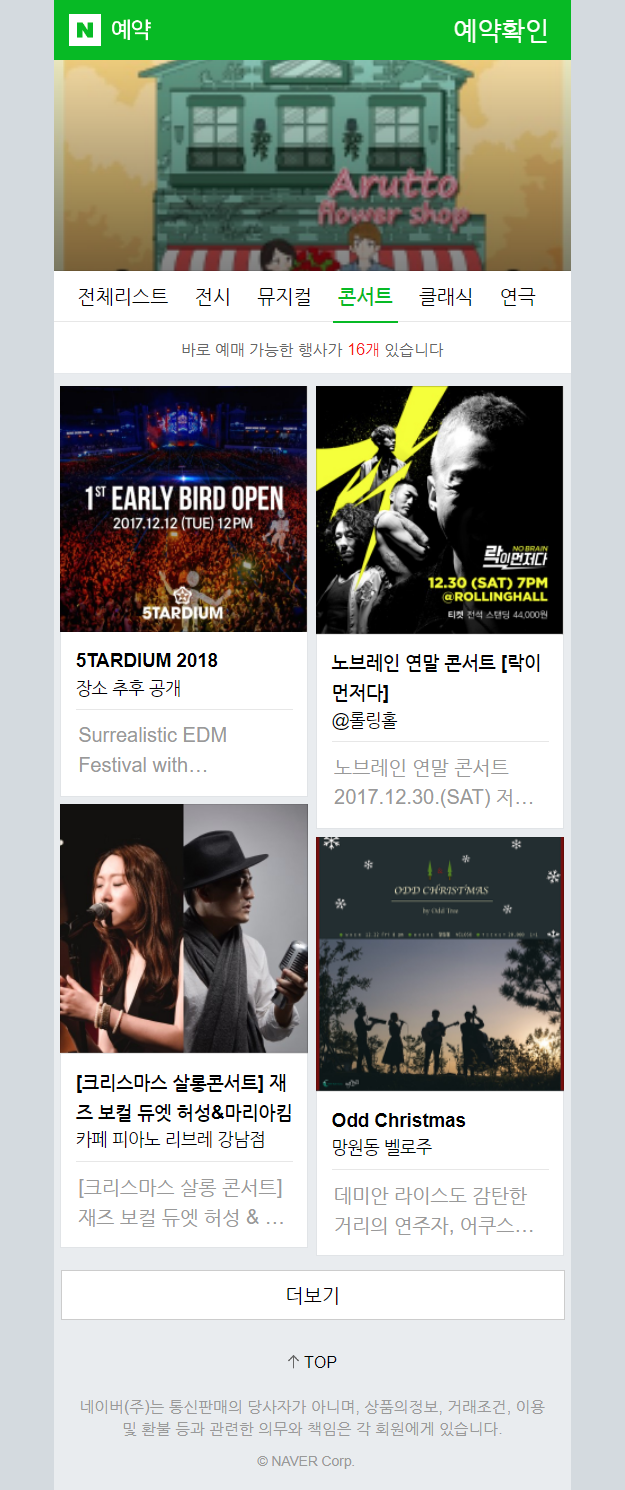 N 예약
예약확인
Arutto
flower shop
전체리스트 전시 뮤지컬 콘서트 클래식 연극
바로 예매 가능한 행사가 16개 있습니다
1ST EARLY BIRD OPEN
2017.12.12 (TUE) 12PM
5TARDIUM
5TARDIUM 2018
장소 추후 공개
Surrealistic EDM
Festival with…
NO BRAIN
락이먼저다
12.30 (SAT) 7PM
@ROLLINGHALL
티켓 전석 스탠딩 44,000원
노브레인 연말 콘서트 [락이
먼저다]
@롤링홀
노브레인 연말 콘서트
2017.12.30.(SAT) 저…
[크리스마스 살롱콘서트] 재
즈 보컬 듀엣 허성&마리아킴
카페 피아노 리브레 강남점
[크리스마스 살롱 콘서트]
재즈 보컬 듀엣 허성 & …
ODD CHRISTMAS
by Odd Tree
Odd Christmas
망원동 벨로주
데미안 라이스도 감탄한
거리의 연주자, 어쿠스…
더보기
↑ TOP
네이버(주)는 통신판매의 당사자가 아니며, 상품의정보, 거래조건, 이용
및 환불 등과 관련한 의무와 책임은 각 회원에게 있습니다.
© NAVER Corp.